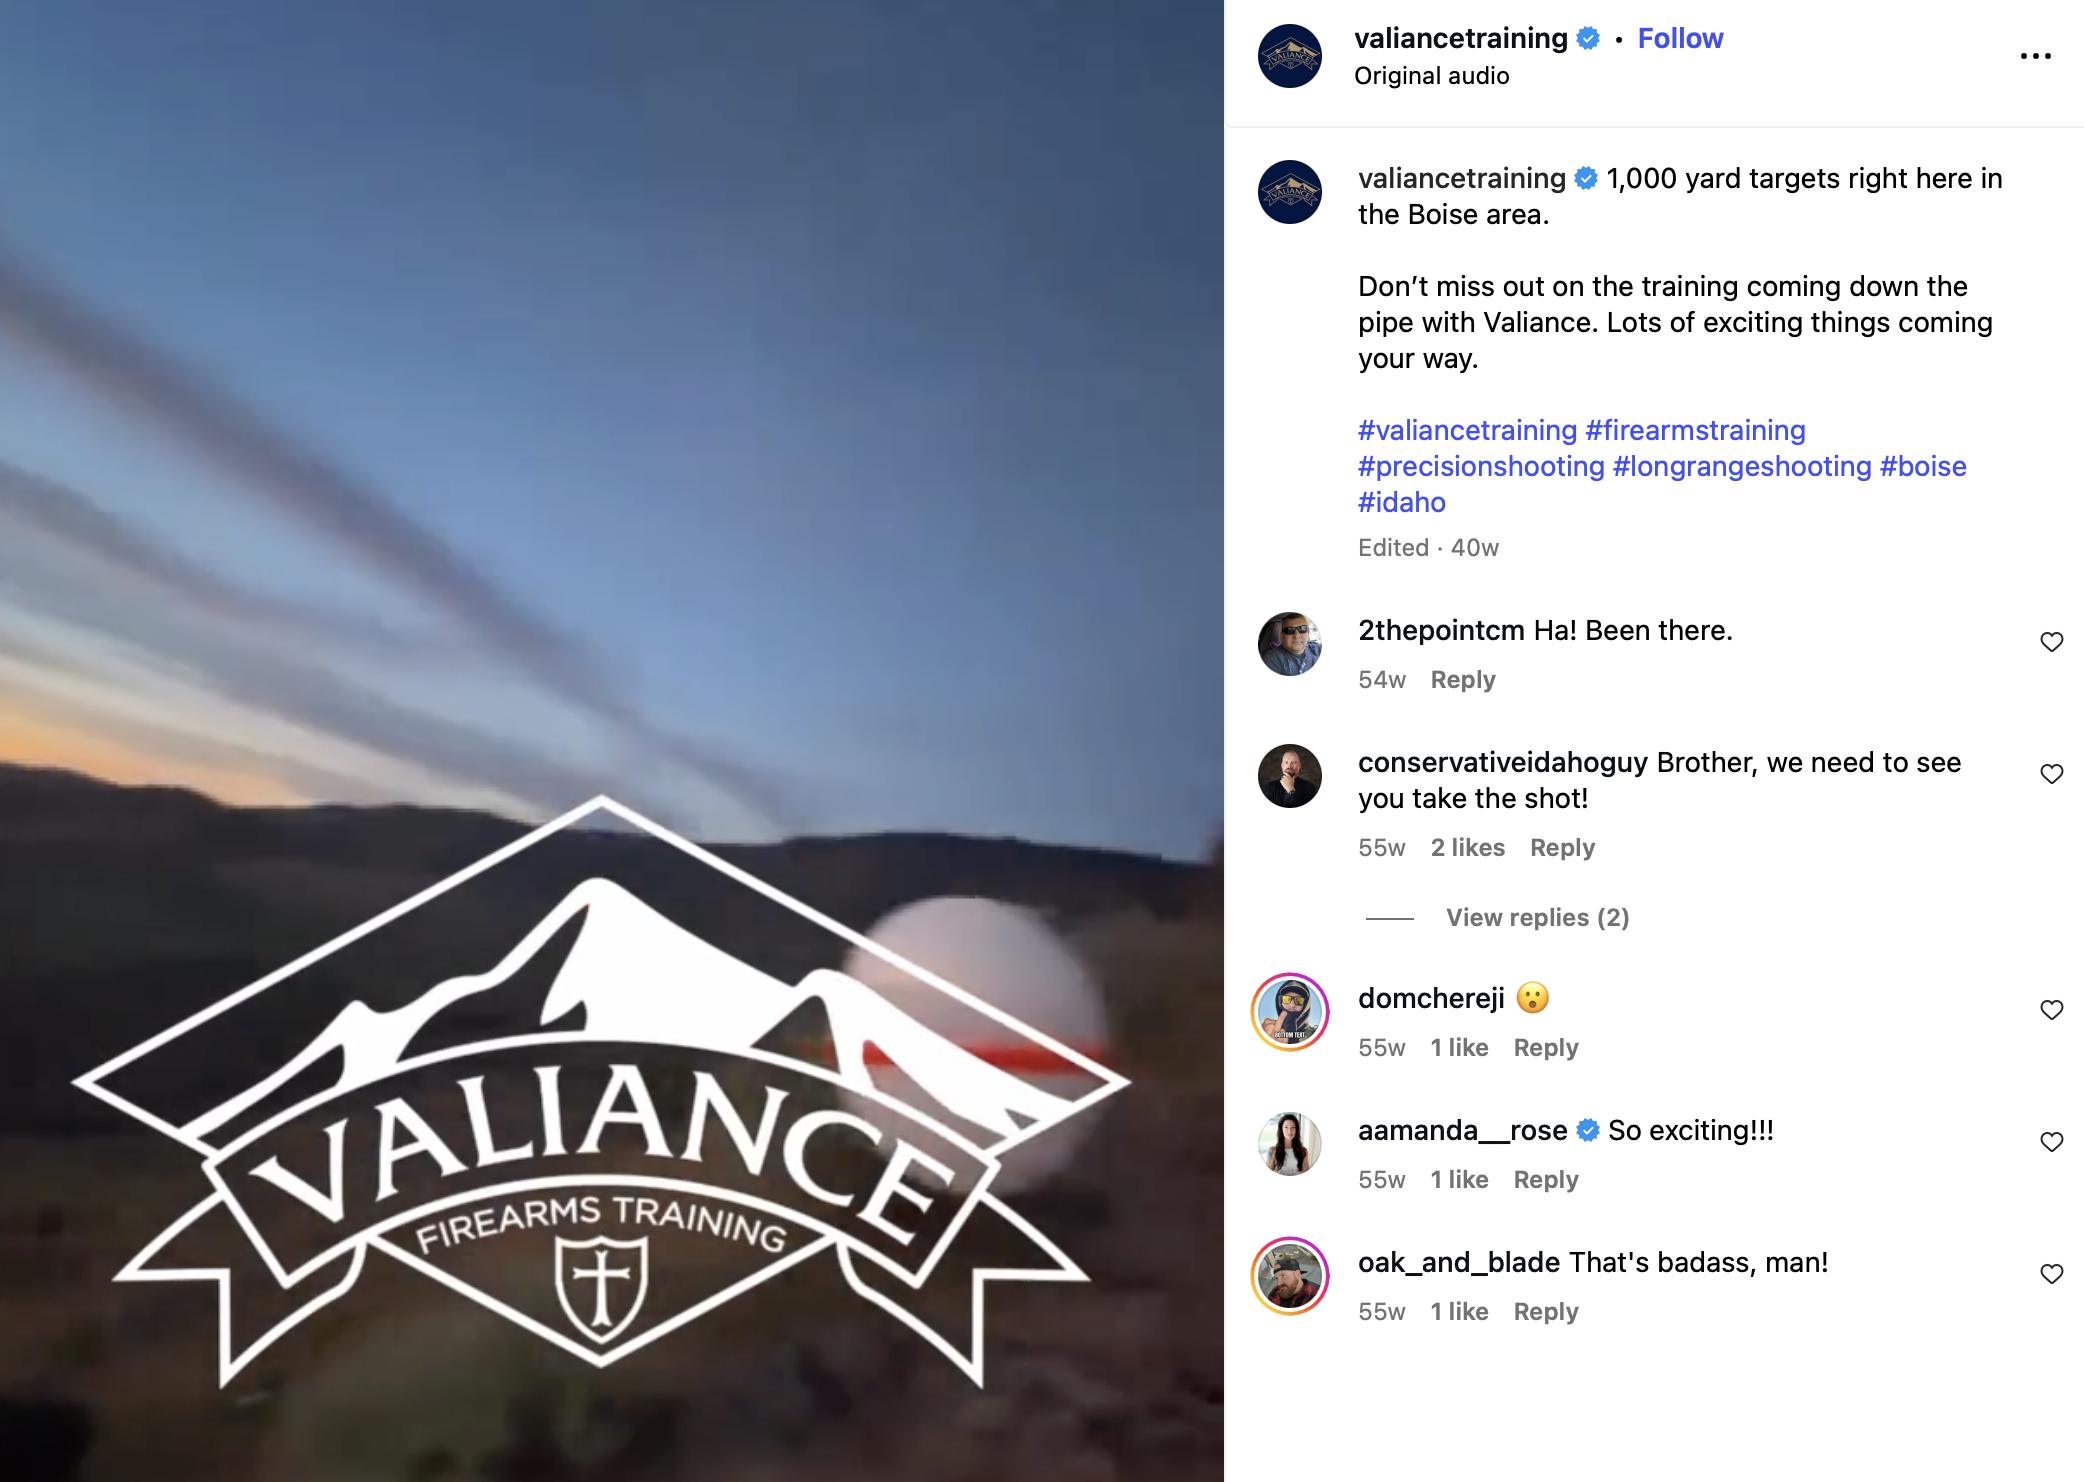 VALIANCE
FIREARMS TRAINING
valiancetraining • Follow
Original audio
valiancetraining 1,000 yard targets right here in
the Boise area.
Don’t miss out on the training coming down the
pipe with Valiance. Lots of exciting things coming
your way.
#valiancetraining #firearmstraining
#precisionshooting #longrangeshooting #boise
#idaho
Edited · 40w
2thepointcm Ha! Been there.
54w Reply
conservativeidahoguy Brother, we need to see
you take the shot!
55w 2 likes Reply
View replies (2)
domchereji 😮
55w 1 like Reply
aamanda__rose So exciting!!!
55w 1 like Reply
oak_and_blade That's badass, man!
55w 1 like Reply